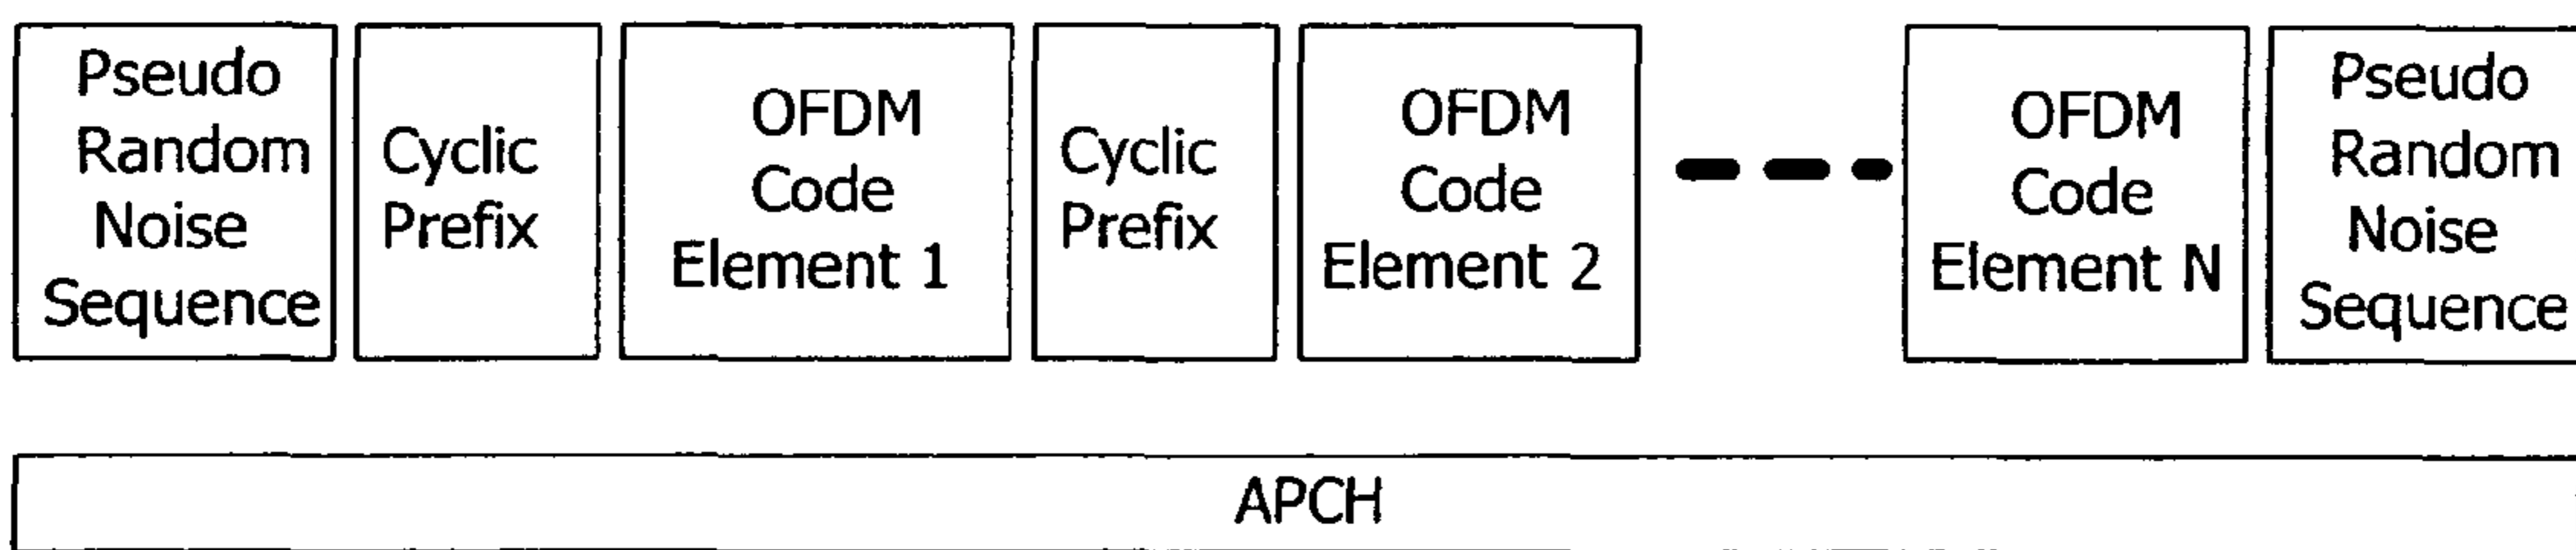 Pseudo
Random
Noise
Sequence
Cyclic
Prefix
OFDM
Code
Element 1
Cyclic
Prefix
OFDM
Code
Element 2
OFDM
Code
Element N
Pseudo
Random
Noise
Sequence
APCH